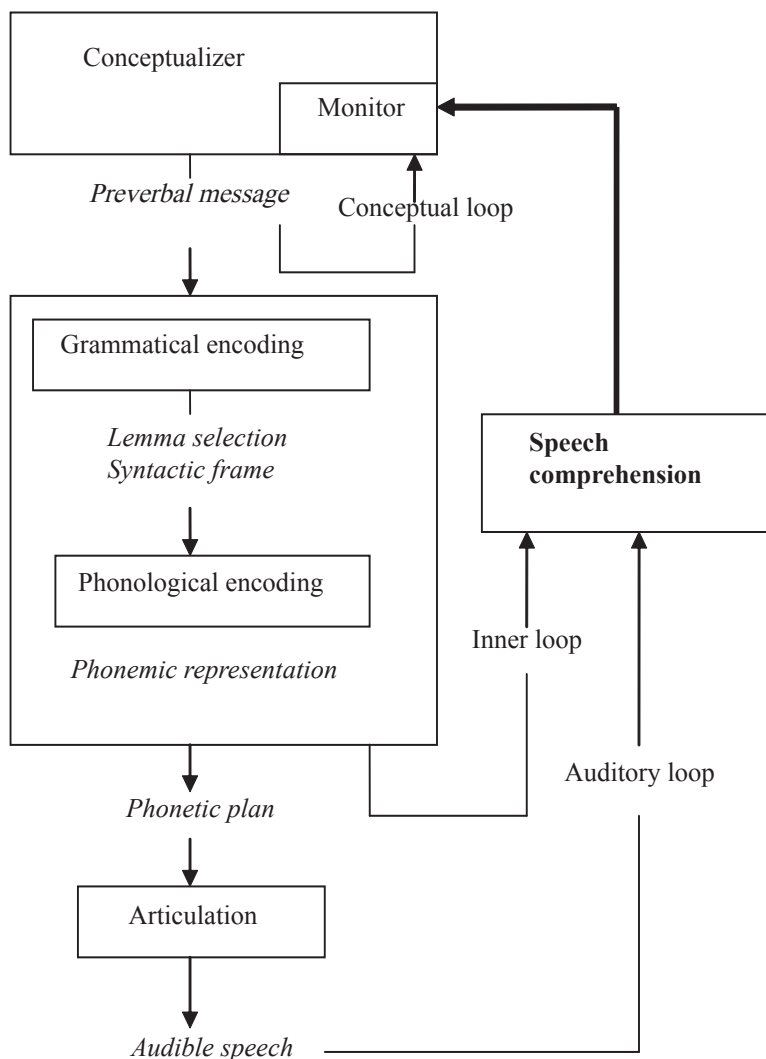 Conceptualizer
Monitor
Preverbal message
Conceptual loop
Grammatical encoding
Lemma selection
Syntactic frame
Speech
comprehension
Phonological encoding
Inner loop
Phonemic representation
Auditory loop
Phonetic plan
Articulation
Audible speech